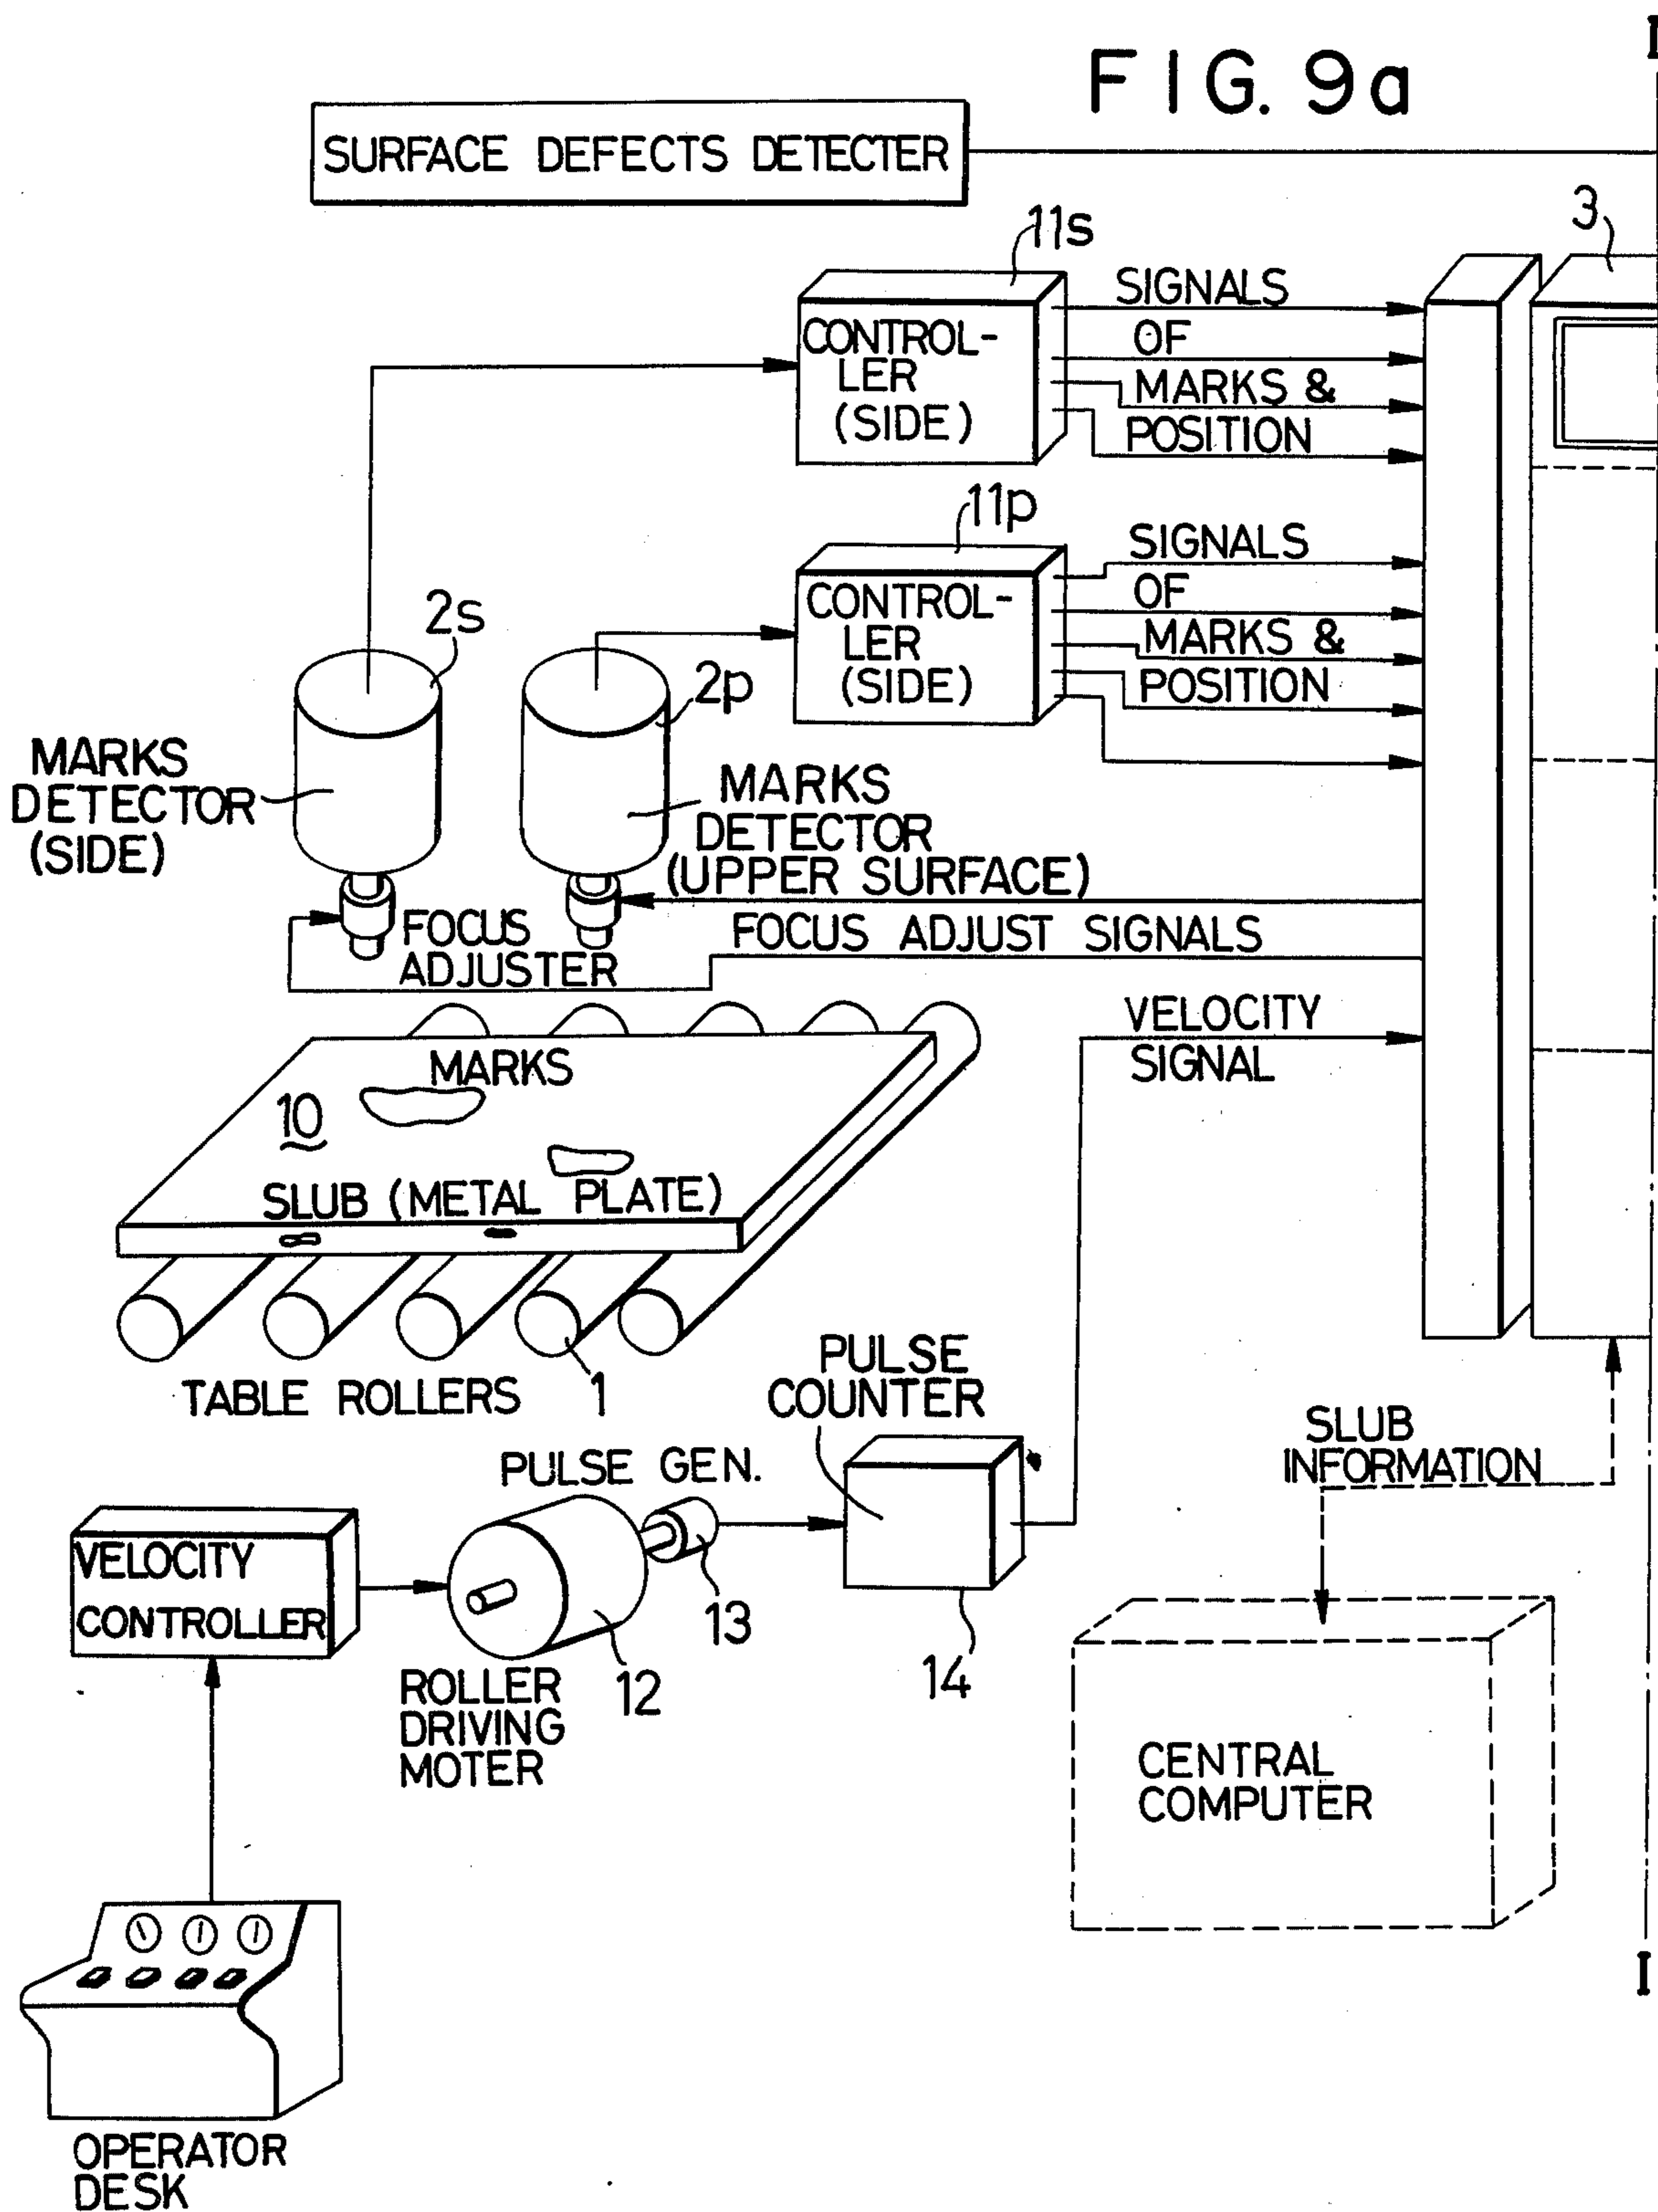 FIG. 9a
I
SURFACE DEFECTS DETECTER
3
11s
CONTROL-
LER
(SIDE)
SIGNALS
OF
MARKS &
POSITION
11p
CONTROL-
LER
(SIDE)
SIGNALS
OF
MARKS &
POSITION
2s
2p
MARKS
DETECTOR
(SIDE)
MARKS
DETECTOR
(UPPER SURFACE)
FOCUS
ADJUSTER
FOCUS ADJUST SIGNALS
VELOCITY
SIGNAL
MARKS
10
SLUB (METAL PLATE)
TABLE ROLLERS
1
PULSE
COUNTER
SLUB
INFORMATION
PULSE GEN.
VELOCITY
CONTROLLER
13
12
14
ROLLER
DRIVING
MOTER
CENTRAL
COMPUTER
I
OPERATOR
DESK